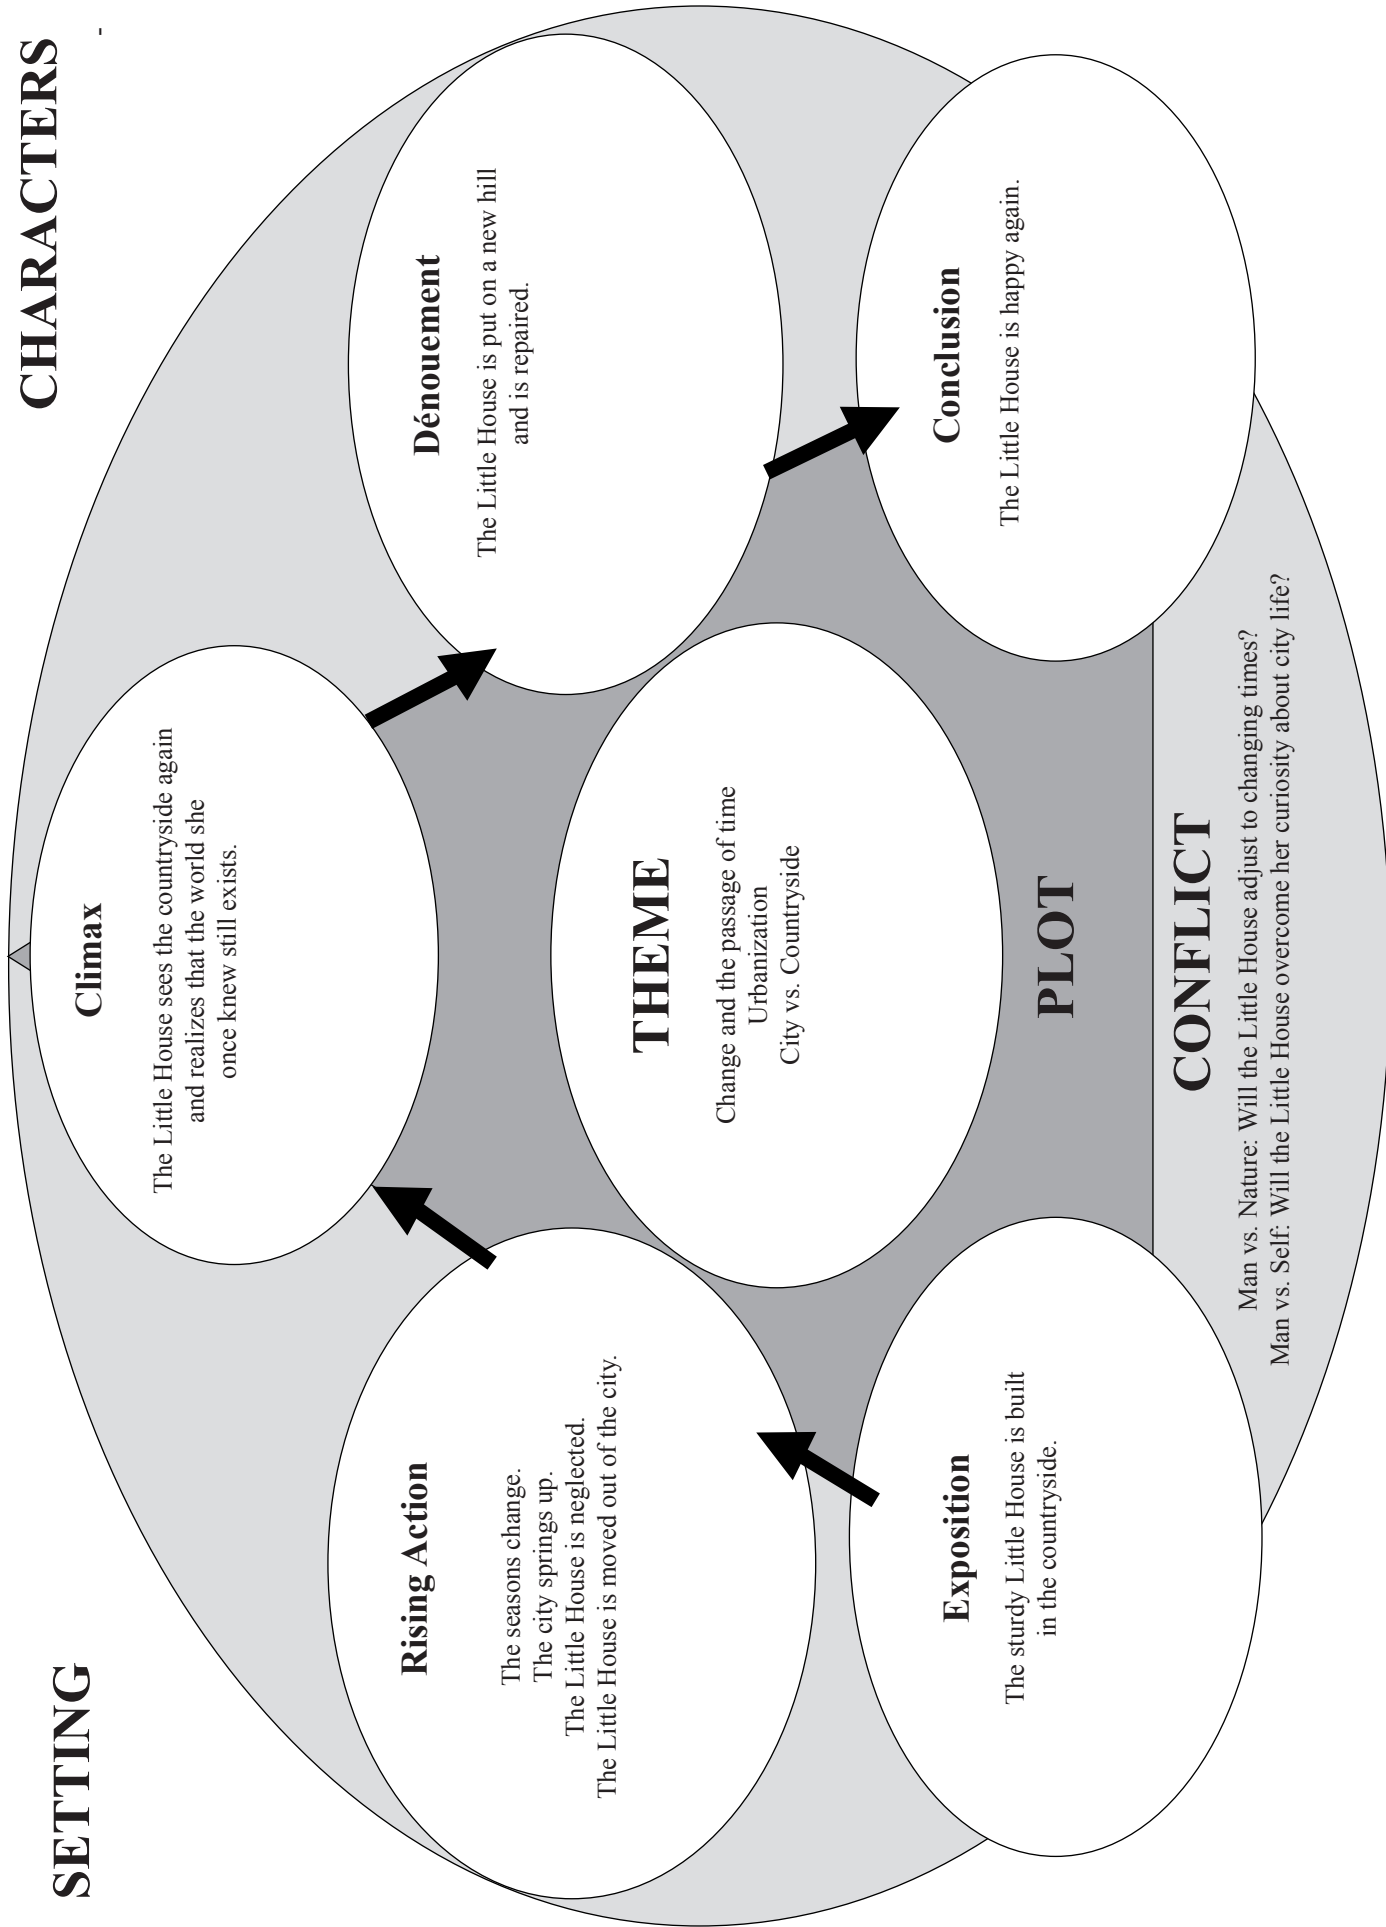 SETTING
CHARACTERS
-
Climax
The Little House sees the countryside again
and realizes that the world she
once knew still exists.
Rising Action
The seasons change.
The city springs up.
The Little House is neglected.
The Little House is moved out of the city.
Dénouement
The Little House is put on a new hill
and is repaired.
THEME
Change and the passage of time
Urbanization
City vs. Countryside
Exposition
The sturdy Little House is built
in the countryside.
Conclusion
The Little House is happy again.
PLOT
CONFLICT
Man vs. Nature: Will the Little House adjust to changing times?
Man vs. Self: Will the Little House overcome her curiosity about city life?